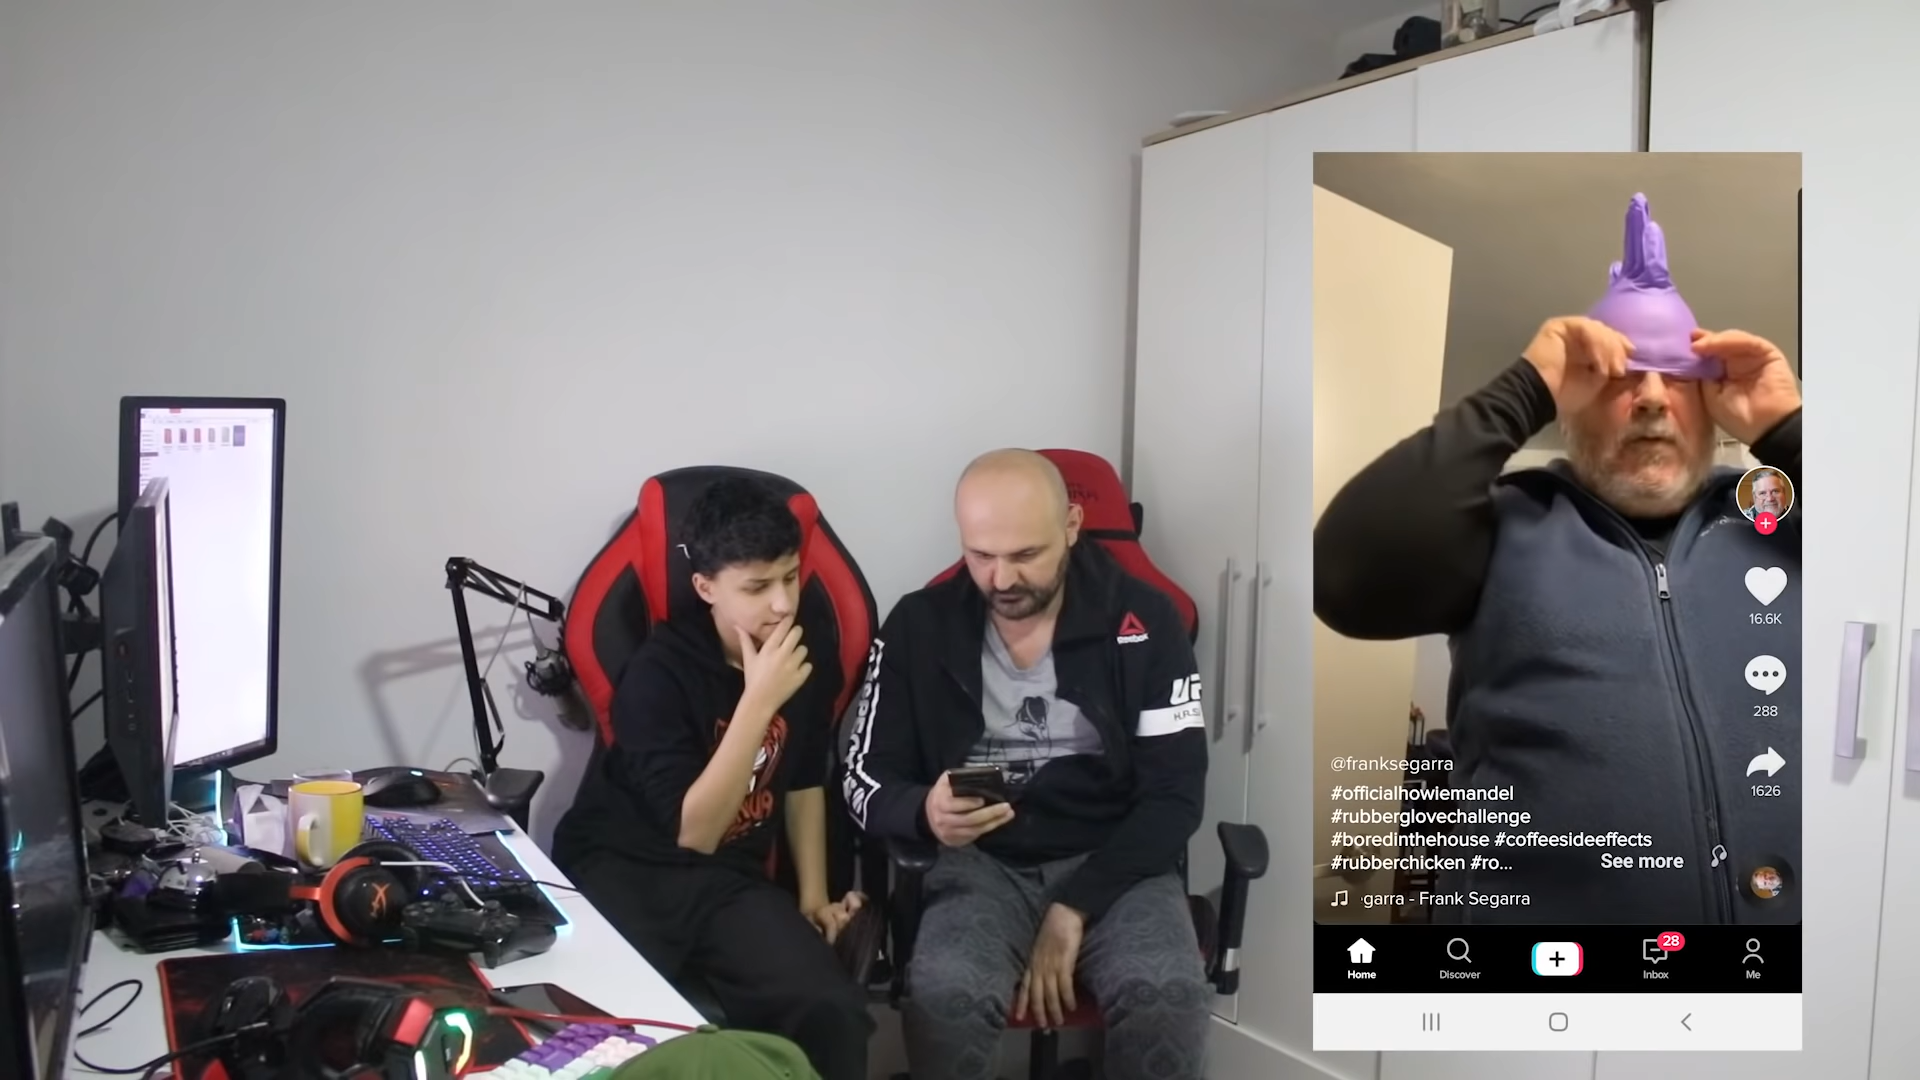 Reebok
16.6K
288
1626
@franksegarra
#officialhowiemandel
#rubberglovechallenge
#boredinthehouse #coffeesideeffects
#rubberchicken #ro... See more
garra - Frank Segarra
28
Home
Discover
Inbox
Me